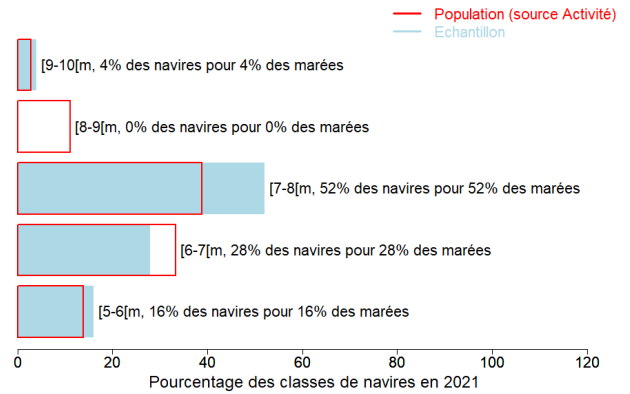 Population (source Activité)
Echantillon
[9-10[m, 4% des navires pour 4% des marées
[8-9[m, 0% des navires pour 0% des marées
[7-8[m, 52% des navires pour 52% des marées
[6-7[m, 28% des navires pour 28% des marées
[5-6[m, 16% des navires pour 16% des marées
0 20 40 60 80 100 120
Pourcentage des classes de navires en 2021